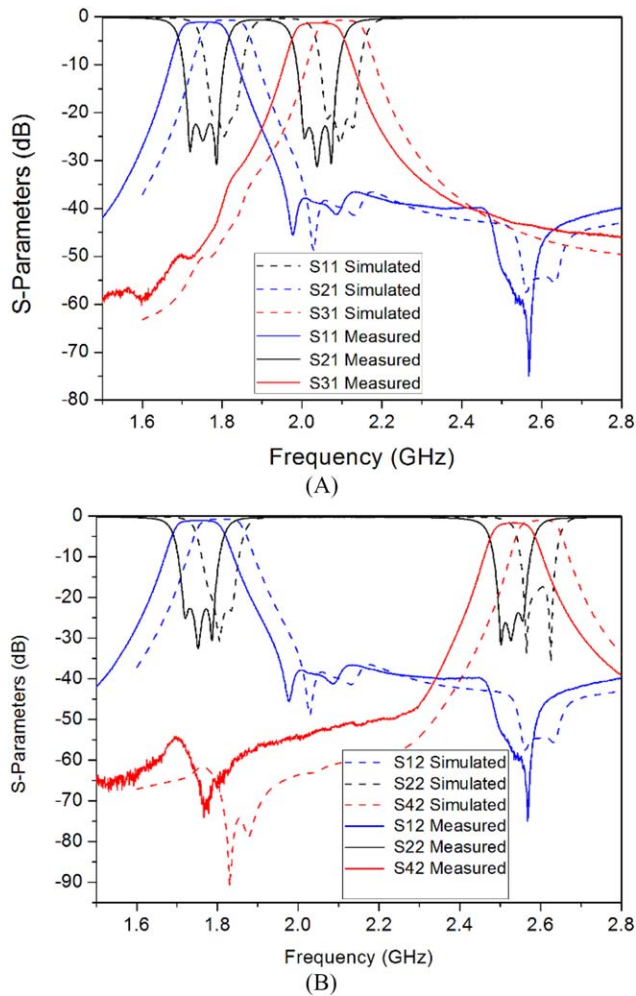 0
-10
-20
-30
-40
-50
-60
-70
-80
S-Parameters (dB)
S11 Simulated
S21 Simulated
S31 Simulated
S11 Measured
S21 Measured
S31 Measured
1.6 1.8 2.0 2.2 2.4 2.6 2.8
Frequency (GHz)
(A)
0
-10
-20
-30
-40
-50
-60
-70
-80
-90
S-Parameters (dB)
S12 Simulated
S22 Simulated
S42 Simulated
S12 Measured
S22 Measured
S42 Measured
1.6 1.8 2.0 2.2 2.4 2.6 2.8
Frequency (GHz)
(B)